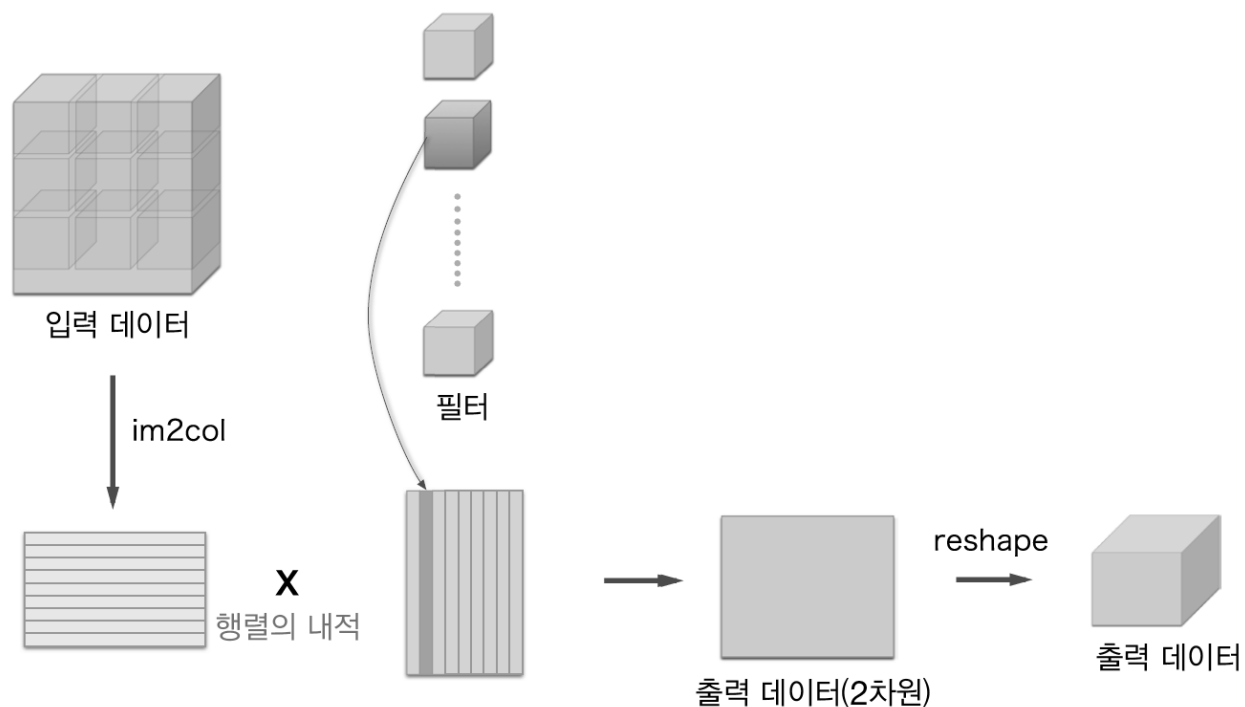 입력 데이터
필터
im2col
X
행렬의 내적
reshape
출력 데이터(2차원)
출력 데이터